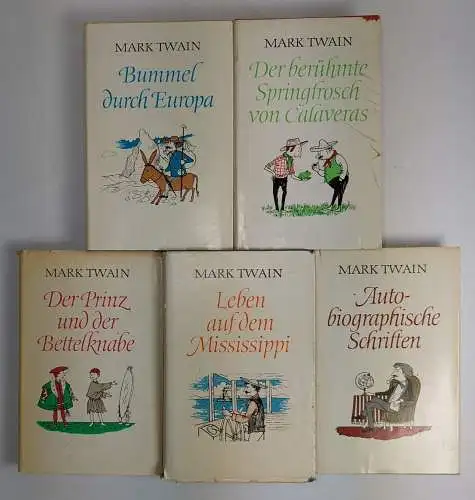 MARK TWAIN
Bummel
durch Europa
MARK TWAIN
Der berühmte
Springfrosch
von Calaveras
MARK TWAIN
Der Prinz
und der
Bettelknabe
MARK TWAIN
Leben
auf dem
Mississippi
MARK TWAIN
Auto-
biographische
Schriften